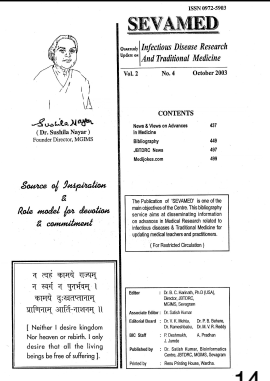 ISSN 0972-5903
SEVAMED
Quarterly Update on
Infectious Disease Research
And Traditional Medicine
Vol. 2 No. 4 October 2003
Sushila Nayar
( Dr. Sushila Nayar )
Founder Director, MGIMS
Source of Inspiration
&
Role model for devotion
& commitment
न त्वहं कामये राज्यम्
न स्वर्गं न पुनर्भवम् ।
कामये दुःखतप्तानाम्
प्राणिनाम् आर्ति-नाशनम् ॥
[ Neither I desire kingdom
Nor heaven or rebirth. I only
desire that all the living
beings be free of suffering ].
CONTENTS
News & Views on Advances 437
in Medicine
Bibliography 449
JBTDRC News 497
Medijokes.com 499
The Publication of 'SEVAMED' is one of the
main objectives of the Centre. This bibliography
service aims at disseminating information
on advances in Medical Research related to
Infectious diseases & Traditional Medicine for
updating medical teachers and practitioners.
( For Restricted Circulation )
Editor : Dr. B. C. Harinath, Ph.D (USA),
Director, JBTDRC,
MGIMS, Sevagram
Associate Editor : Dr. Satish Kumar
Editorial Board : Dr. V. K. Mehta, Dr. P. B. Behere,
Dr. Rameshbabu, Dr. M. V. R. Reddy
BIC Staff : P. Deshmukh, A. Pradhan
J. Jarnath
Published by : Dr. Satish Kumar, Bioinformatics
Centre, JBTDRC, MGIMS, Sevagram
Printed at : Renu Printing House, Wardha.
14